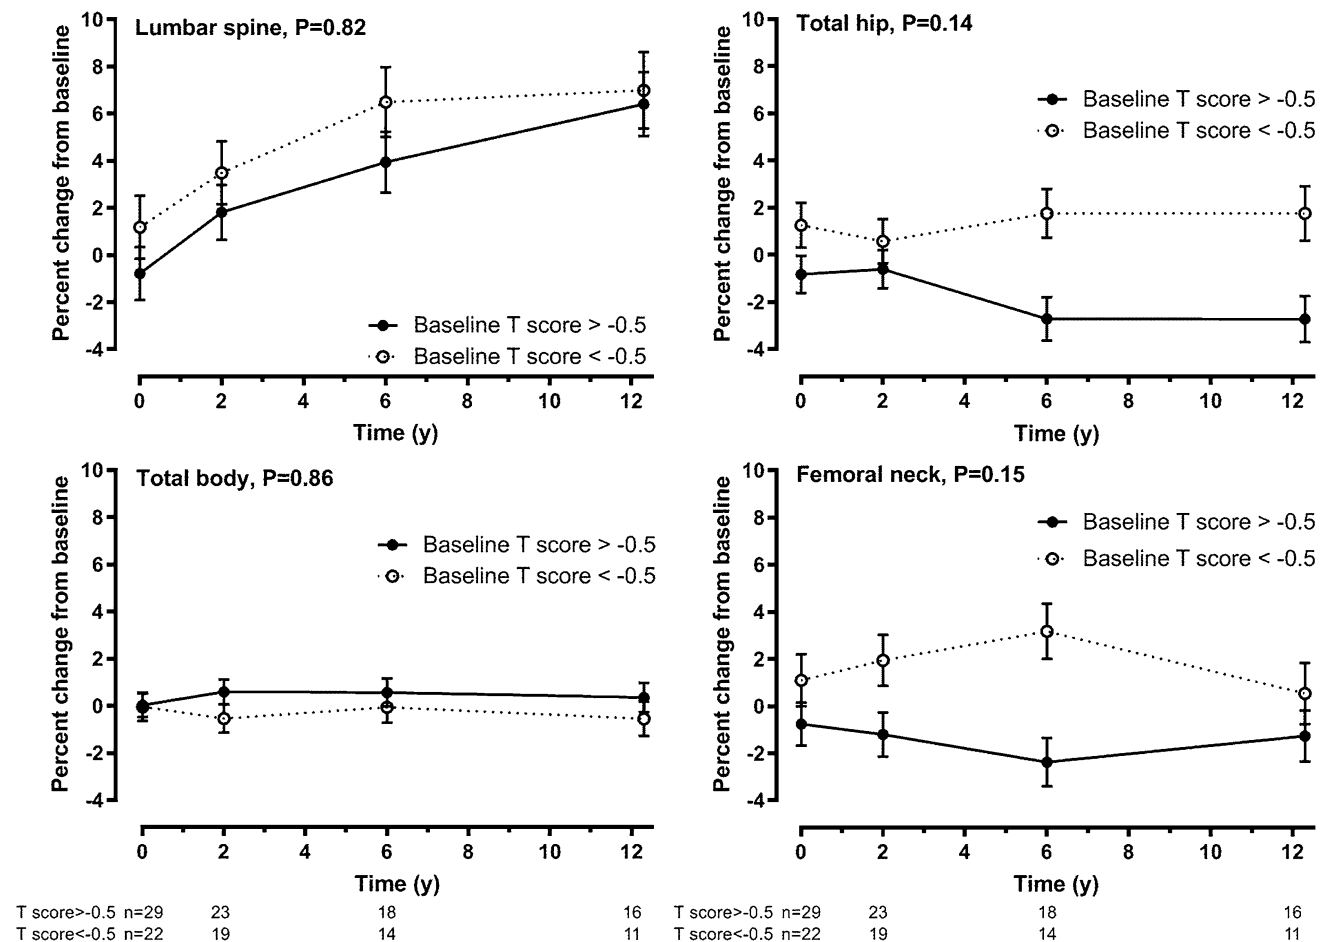 Lumbar spine, P=0.82
Percent change from baseline
10
8
6
4
2
0
-2
-4
Baseline T score > -0.5
Baseline T score < -0.5
0 2 4 6 8 10 12
Time (y)
Total hip, P=0.14
Percent change from baseline
10
8
6
4
2
0
-2
-4
Baseline T score > -0.5
Baseline T score < -0.5
0 2 4 6 8 10 12
Time (y)
Total body, P=0.86
Percent change from baseline
10
8
6
4
2
0
-2
-4
Baseline T score > -0.5
Baseline T score < -0.5
0 2 4 6 8 10 12
Time (y)
Femoral neck, P=0.15
Percent change from baseline
10
8
6
4
2
0
-2
-4
Baseline T score > -0.5
Baseline T score < -0.5
0 2 4 6 8 10 12
Time (y)
T score>-0.5 n=29 23 18 16
T score<-0.5 n=22 19 14 11
T score>-0.5 n=29 23 18 16
T score<-0.5 n=22 19 14 11